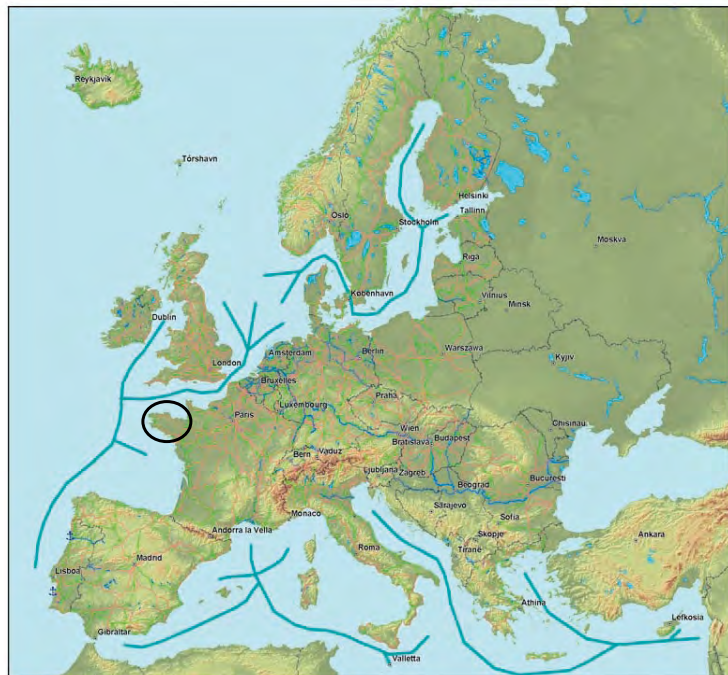 Reykjavik
Tórshavn
Helsinki
Oslo
Stockholm
Tallinn
Moskva
Riga
København
Dublin
Vilnius
Minsk
London
Amsterdam
Berlin
Warszawa
Kyjiv
Bruxelles
Luxembourg
Praha
Paris
Chisinau
Wien
Bratislava
Budapest
Bern
Vaduz
Ljubljana
Zagreb
Beograd
Bucuresti
Monaco
Sarajevo
Andorra la Vella
Sofia
Skopje
Roma
Tiranë
Ankara
Madrid
Lisboa
Athina
Lefkosia
Gibraltar
Valletta